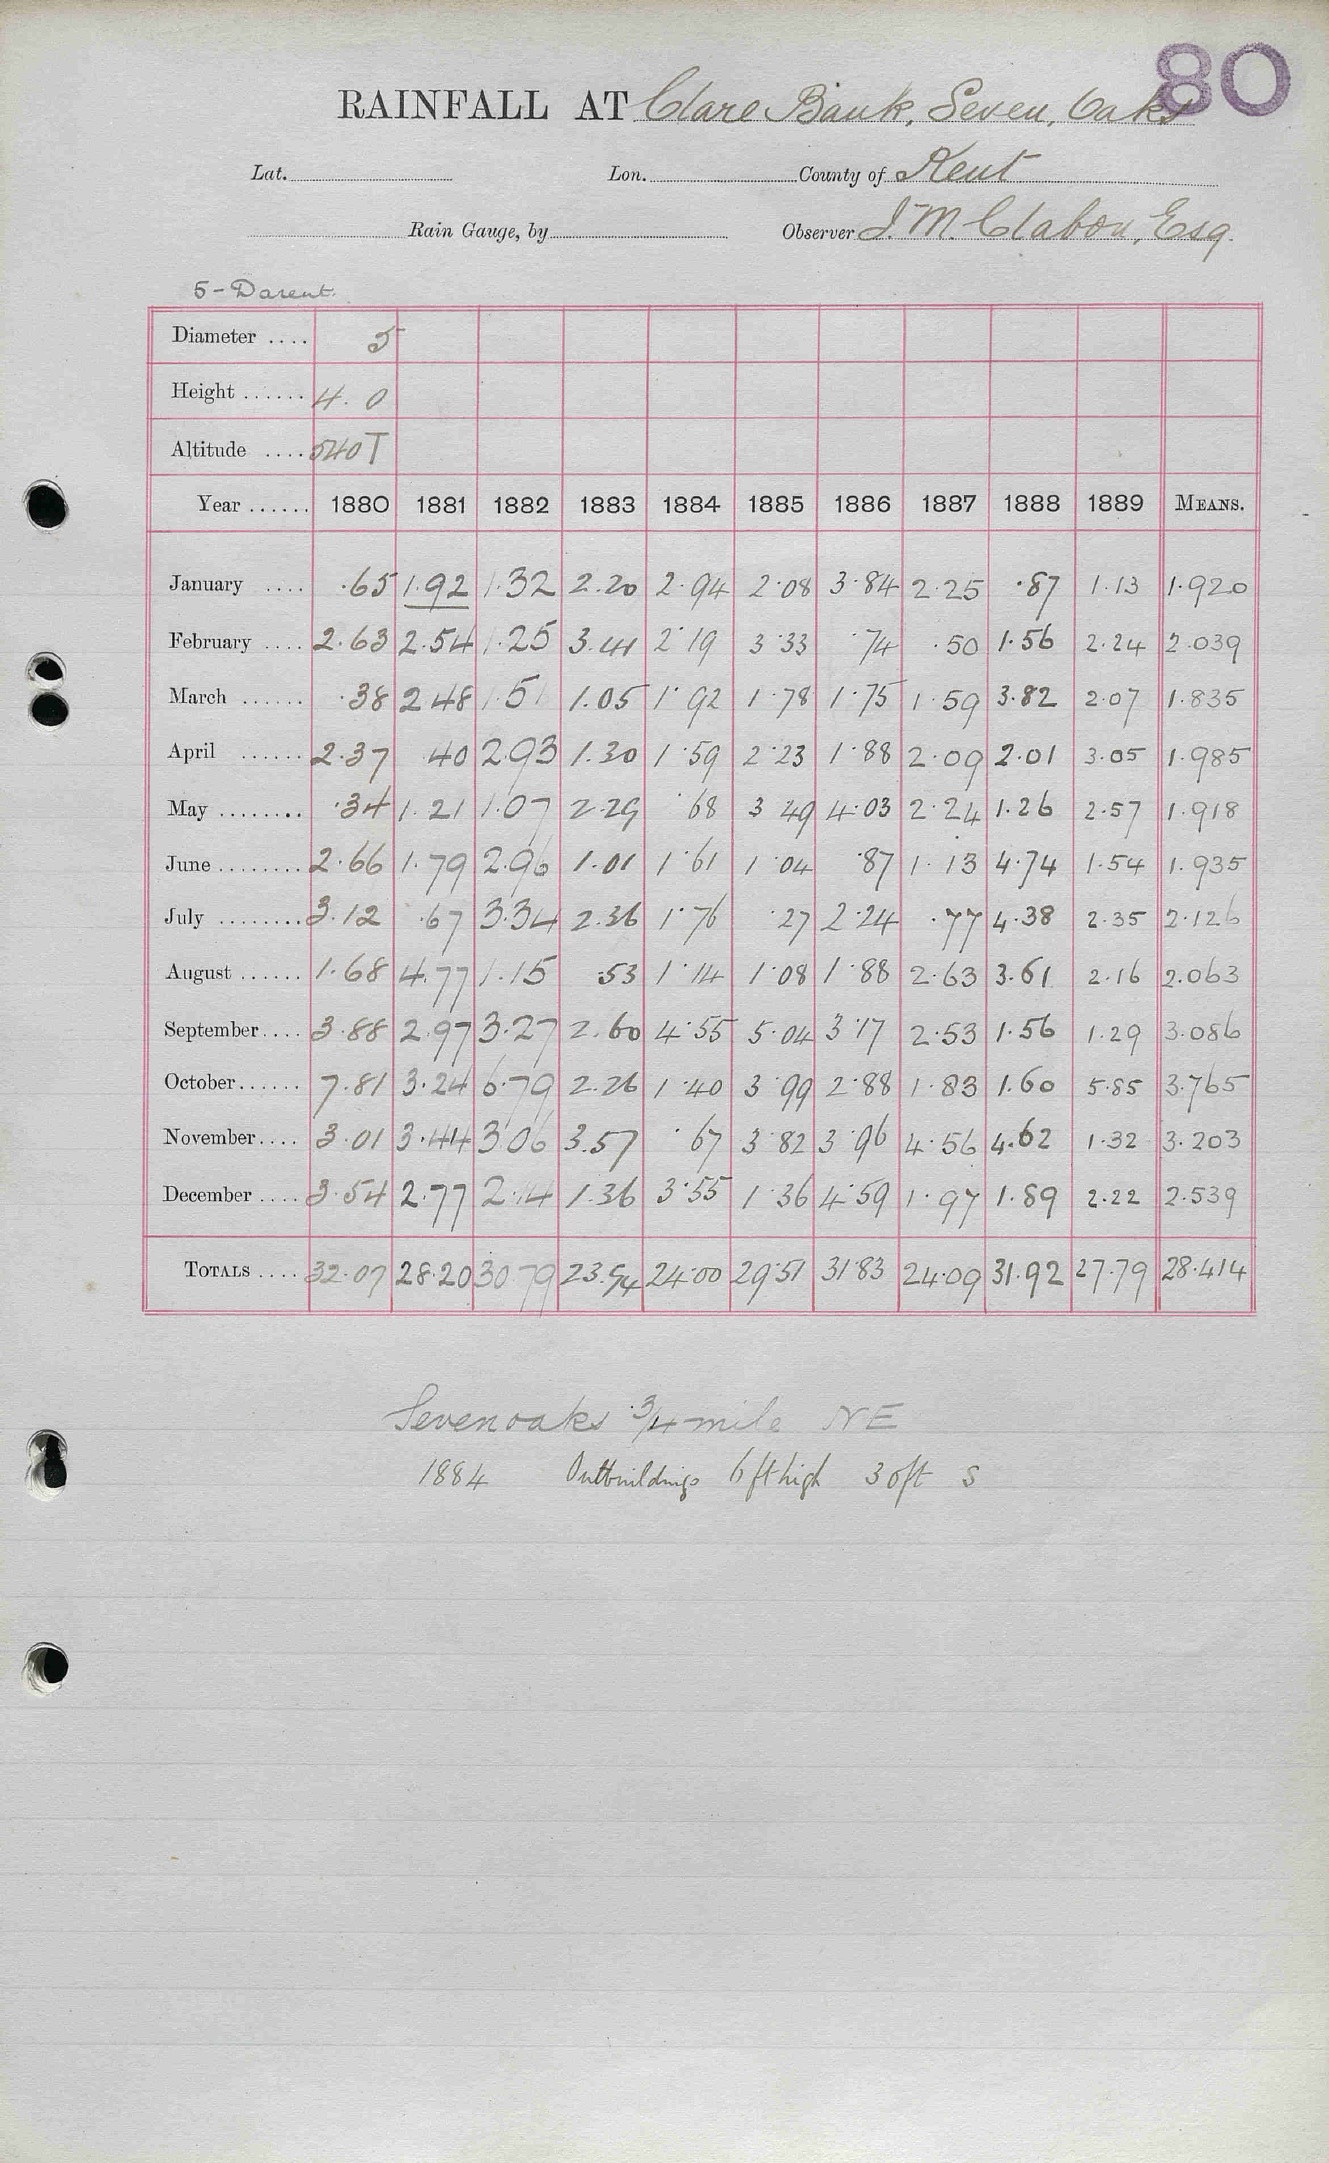 80
RAINFALL AT Clare Bank, Seven, Oaks
Lat. Lon. County of Kent
Rain Gauge, by Observer J. M. Clabon, Esq.
5 - Darent.
Diameter .... 5
Height ...... 4. 0
Altitude .... 540 T
Year ...... 1880 1881 1882 1883 1884 1885 1886 1887 1888 1889 MEANS.
January .... .65 1.92 1.32 2.20 2.94 2.08 3.84 2.25 .87 1.13 1.920
February .... 2.63 2.54 1.25 3.41 2.19 3.33 .74 .50 1.56 2.24 2.039
March ...... .38 2.48 1.51 1.05 1.92 1.78 1.75 1.59 3.82 2.07 1.835
April ...... 2.37 .40 2.93 1.30 1.59 2.23 1.88 2.09 2.01 3.05 1.985
May ........ .34 1.21 1.07 2.29 .68 3.49 4.03 2.24 1.26 2.57 1.918
June ........ 2.66 1.79 2.96 1.01 1.61 1.04 .87 1.13 4.74 1.54 1.935
July ........ 3.12 .67 3.34 2.36 1.76 .27 2.24 .77 4.38 2.35 2.126
August ...... 1.68 4.77 1.15 .53 1.14 1.08 1.88 2.63 3.61 2.16 2.063
September .... 3.88 2.97 3.27 2.60 4.55 5.04 3.17 2.53 1.56 1.29 3.086
October ...... 7.81 3.24 6.79 2.26 1.40 3.99 2.88 1.83 1.60 5.85 3.765
November .... 3.01 3.44 3.06 3.57 .67 3.82 3.96 4.56 4.62 1.32 3.203
December .... 3.54 2.77 2.14 1.36 3.55 1.36 4.59 1.97 1.89 2.22 2.539
TOTALS .... 32.07 28.20 30.79 23.94 24.00 29.51 31.83 24.09 31.92 27.79 28.414
Sevenoaks 3/4 mile NE
1884 Outbuildings 6 ft high 30ft S